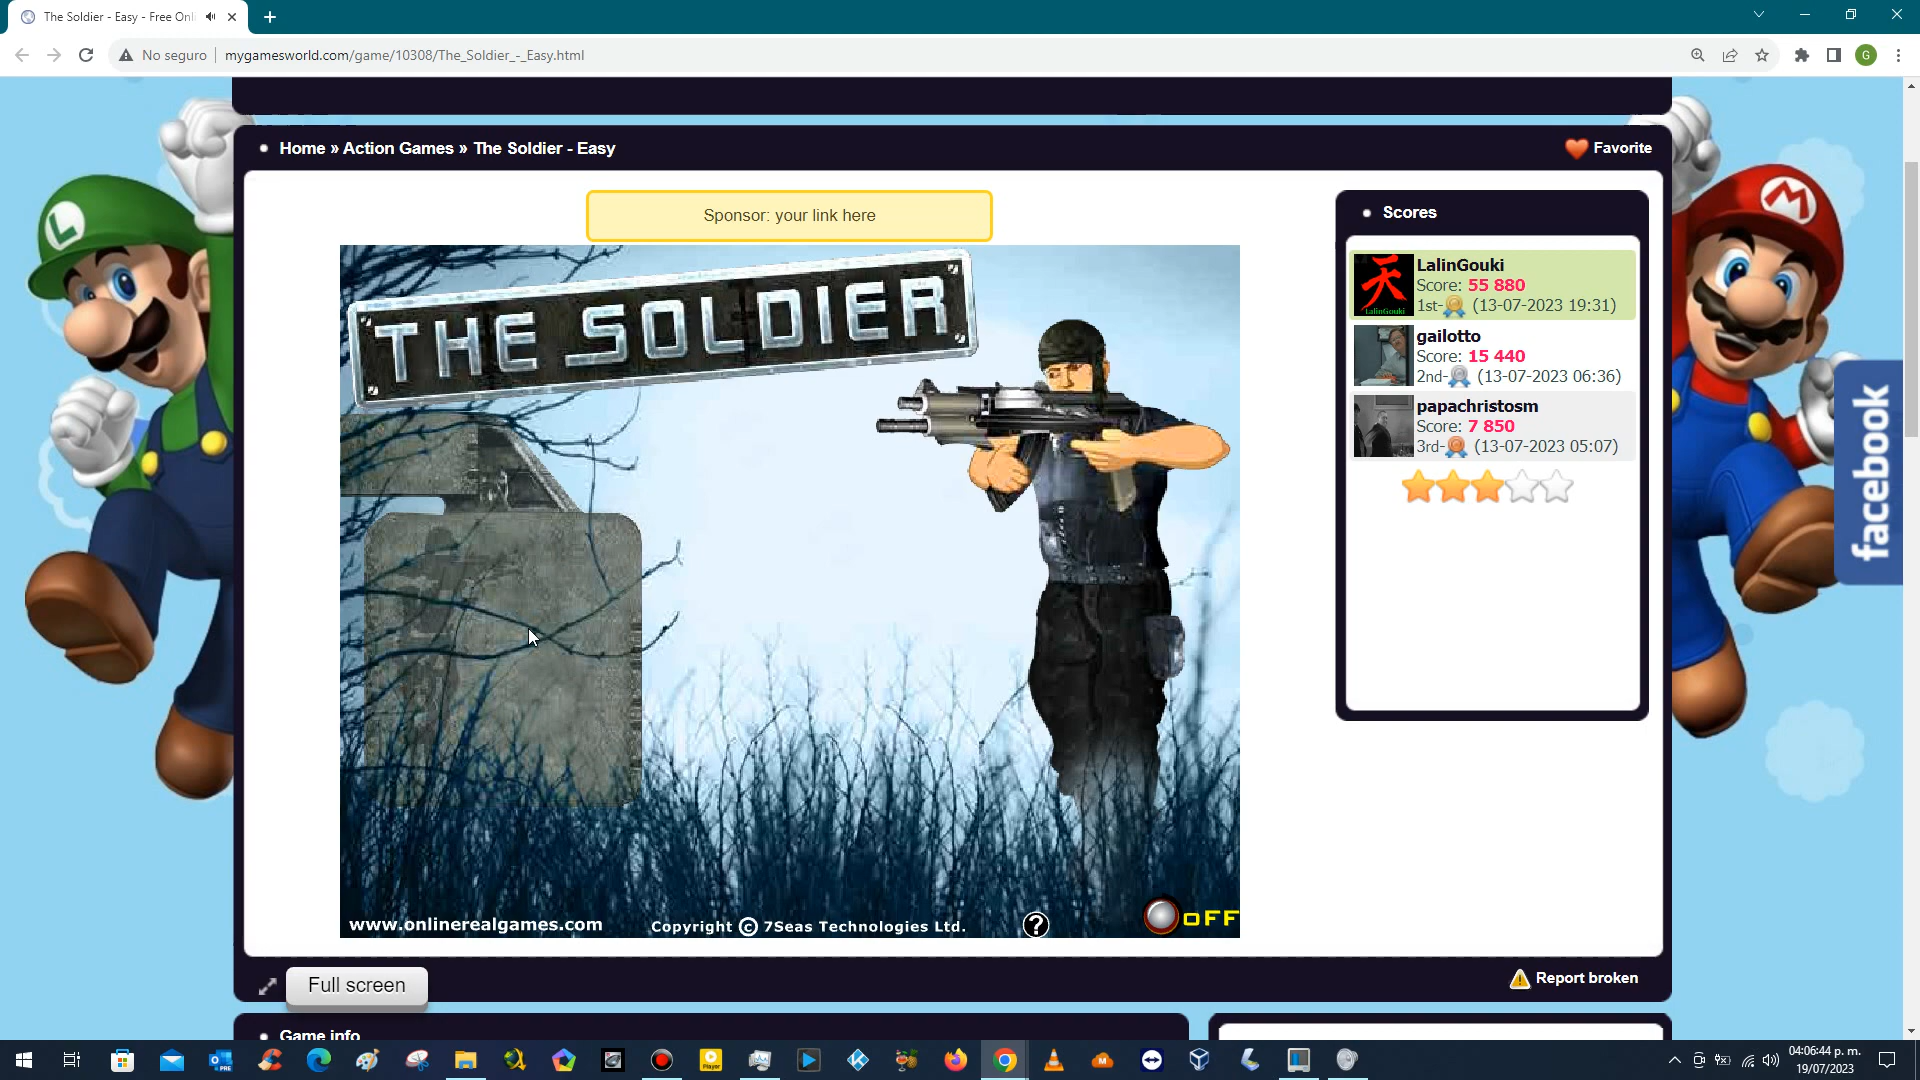 The Soldier - Easy - Free Onl
No seguro
mygamesworld.com/game/10308/The_Soldier_-_Easy.html
G
Home » Action Games » The Soldier - Easy
Favorite
Sponsor: your link here
THE SOLDIER
www.onlinerealgames.com
Copyright © 7Seas Technologies Ltd.
?
OFF
Scores
天
LalinGouki
LalinGouki
Score: 55 880
1st- (13-07-2023 19:31)
gailotto
Score: 15 440
2nd- (13-07-2023 06:36)
papachristosm
Score: 7 850
3rd- (13-07-2023 05:07)
facebook
L
M
Full screen
Report broken
Game info
PRE
Player
M
04:06:44 p. m.
19/07/2023